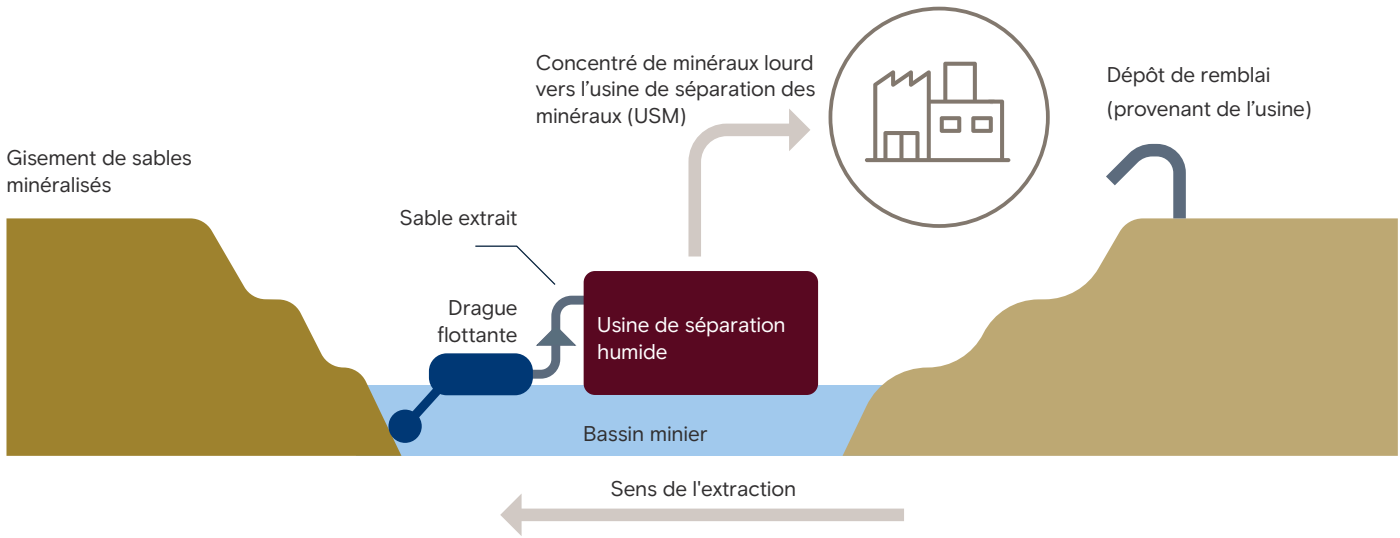 Concentré de minéraux lourd
vers l'usine de séparation des
minéraux (USM)
Dépôt de remblai
(provenant de l'usine)
Gisement de sables
minéralisés
Sable extrait
Drague
flottante
Usine de séparation
humide
Bassin minier
Sens de l'extraction